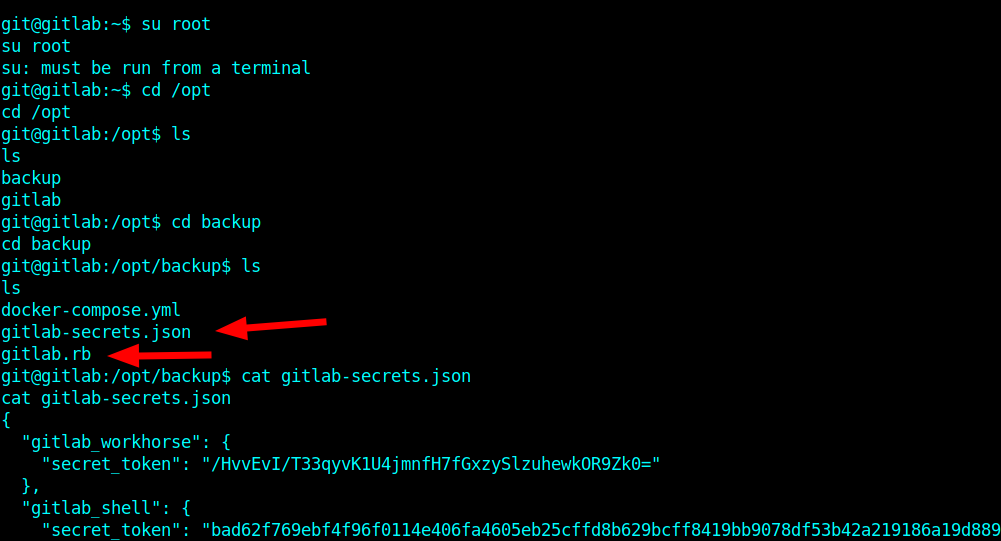 git@gitlab:~$ su root
su root
su: must be run from a terminal
git@gitlab:~$ cd /opt
cd /opt
git@gitlab:/opt$ ls
ls
backup
gitlab
git@gitlab:/opt$ cd backup
cd backup
git@gitlab:/opt/backup$ ls
ls
docker-compose.yml
gitlab-secrets.json
gitlab.rb
git@gitlab:/opt/backup$ cat gitlab-secrets.json
cat gitlab-secrets.json
{
  "gitlab_workhorse": {
    "secret_token": "/HvvEvI/T33qyvK1U4jmnfH7fGxzySlzuhewkOR9Zk0="
  },
  "gitlab_shell": {
    "secret_token": "bad62f769ebf4f96f0114e406fa4605eb25cffd8b629bcff8419bb9078df53b42a219186a19d889